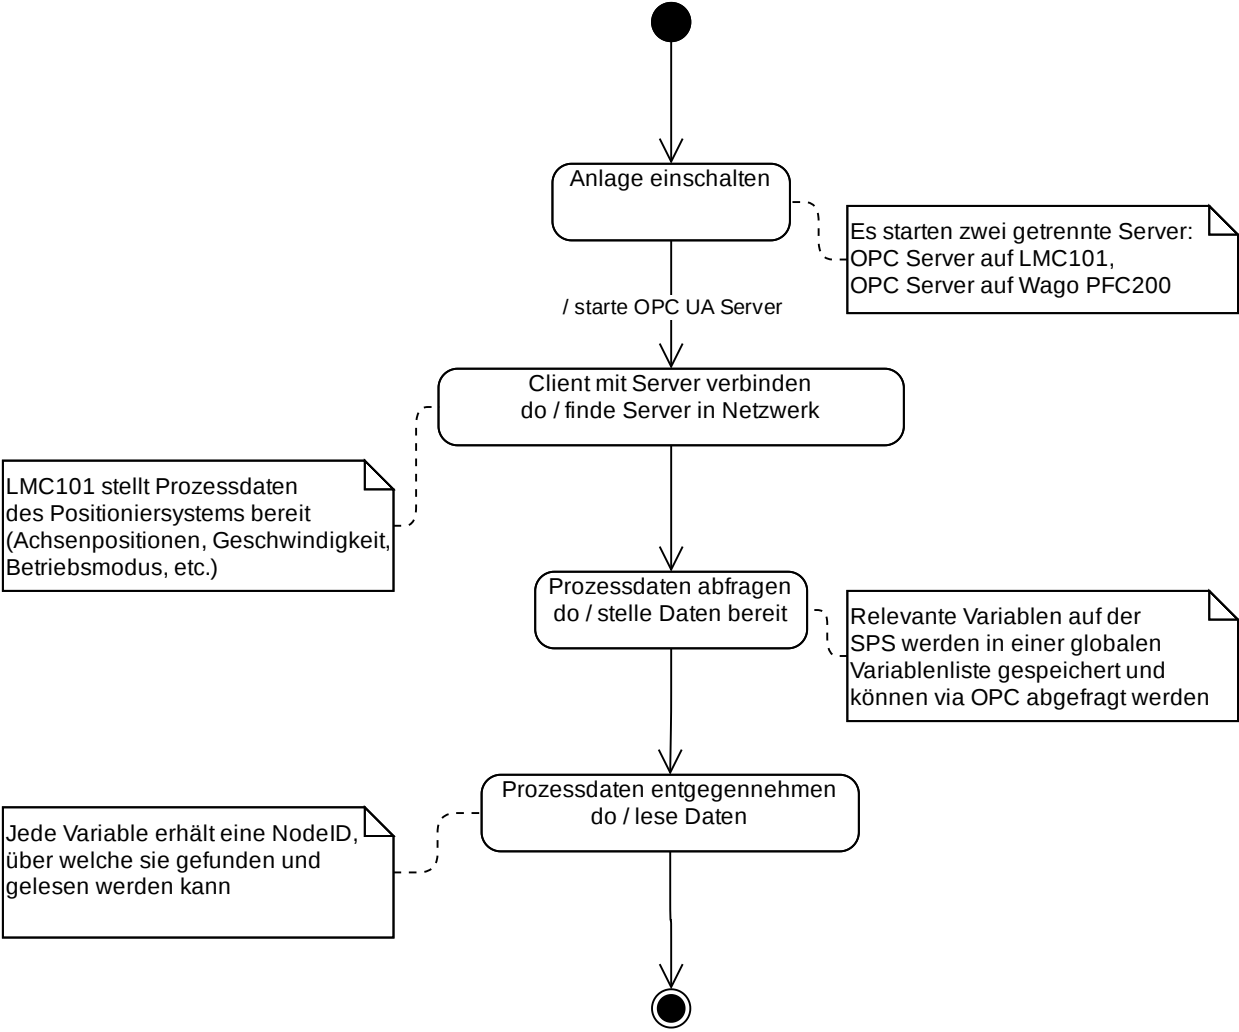 Anlage einschalten
Es starten zwei getrennte Server:
OPC Server auf LMC101,
OPC Server auf Wago PFC200
/ starte OPC UA Server
Client mit Server verbinden
do / finde Server in Netzwerk
LMC101 stellt Prozessdaten
des Positioniersystems bereit
(Achsenpositionen, Geschwindigkeit,
Betriebsmodus, etc.)
Prozessdaten abfragen
do / stelle Daten bereit
Relevante Variablen auf der
SPS werden in einer globalen
Variablenliste gespeichert und
können via OPC abgefragt werden
Prozessdaten entgegennehmen
do / lese Daten
Jede Variable erhält eine NodeID,
über welche sie gefunden und
gelesen werden kann